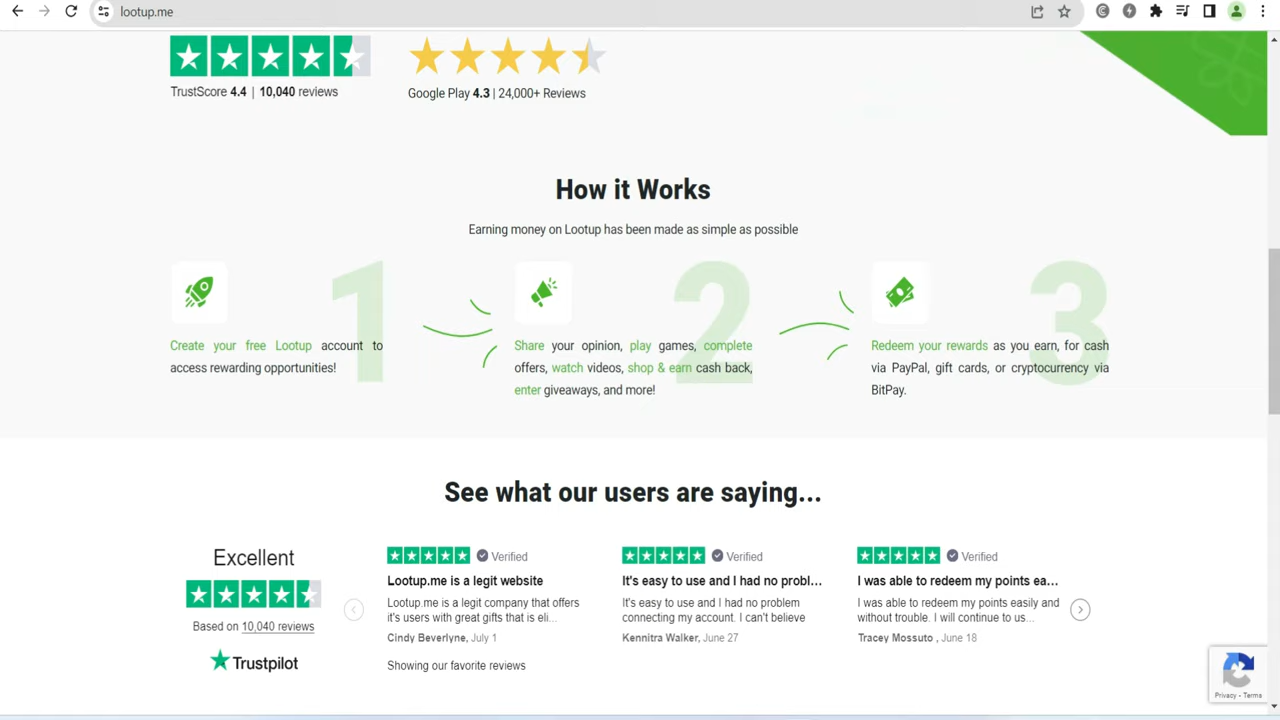 lootup.me
TrustScore 4.4 | 10,040 reviews
Google Play 4.3 | 24,000+ Reviews
How it Works
Earning money on Lootup has been made as simple as possible
1
Create your free Lootup account to
access rewarding opportunities!
2
Share your opinion, play games, complete
offers, watch videos, shop & earn cash back,
enter giveaways, and more!
3
Redeem your rewards as you earn, for cash
via PayPal, gift cards, or cryptocurrency via
BitPay.
See what our users are saying...
Excellent
Based on 10,040 reviews
Trustpilot
Verified
Lootup.me is a legit website
Lootup.me is a legit company that offers
it's users with great gifts that is eli...
Cindy Beverlyne, July 1
Verified
It's easy to use and I had no probl...
It's easy to use and I had no problem
connecting my account. I can't believe
Kennitra Walker, June 27
Verified
I was able to redeem my points ea...
I was able to redeem my points easily and
without trouble. I will continue to us...
Tracey Mossuto , June 18
Showing our favorite reviews
Privacy - Terms